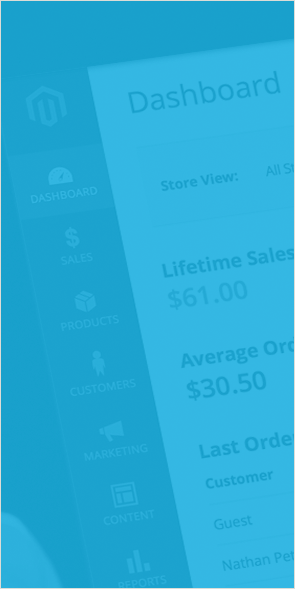 Dashboard
Store View:
All St
DASHBOARD
SALES
Lifetime Sales
$61.00
PRODUCTS
Average Ord
$30.50
CUSTOMERS
MARKETING
Last Orde
Customer
CONTENT
Guest
Nathan Pet
REPORTS